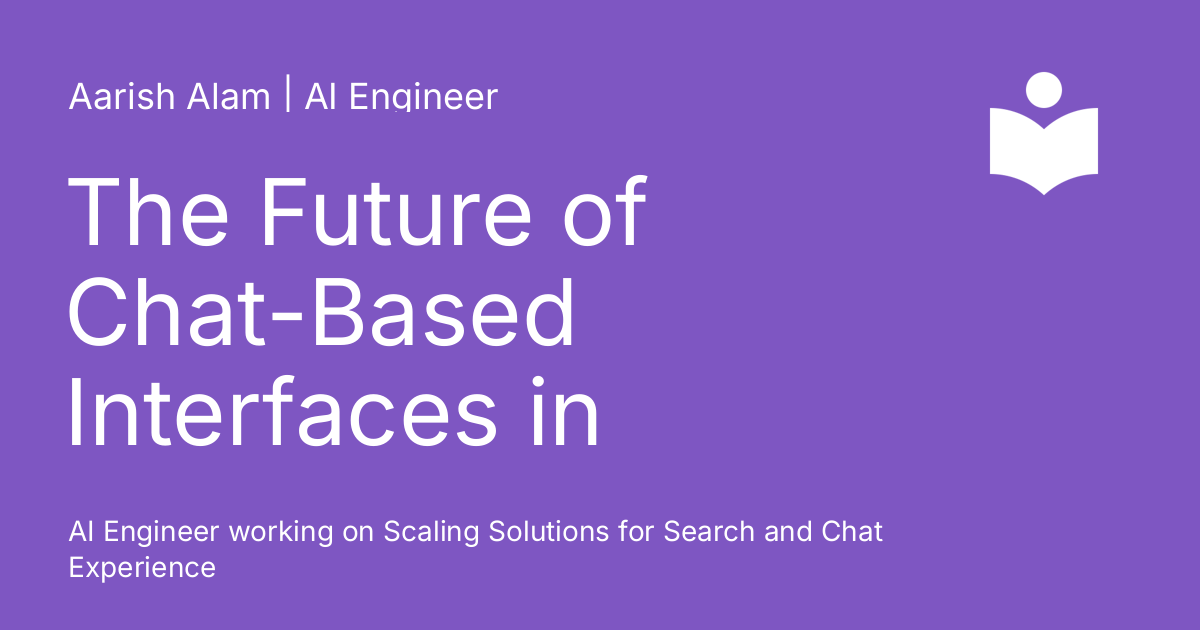 Aarish Alam | AI Engineer
The Future of
Chat-Based
Interfaces in
AI Engineer working on Scaling Solutions for Search and Chat
Experience